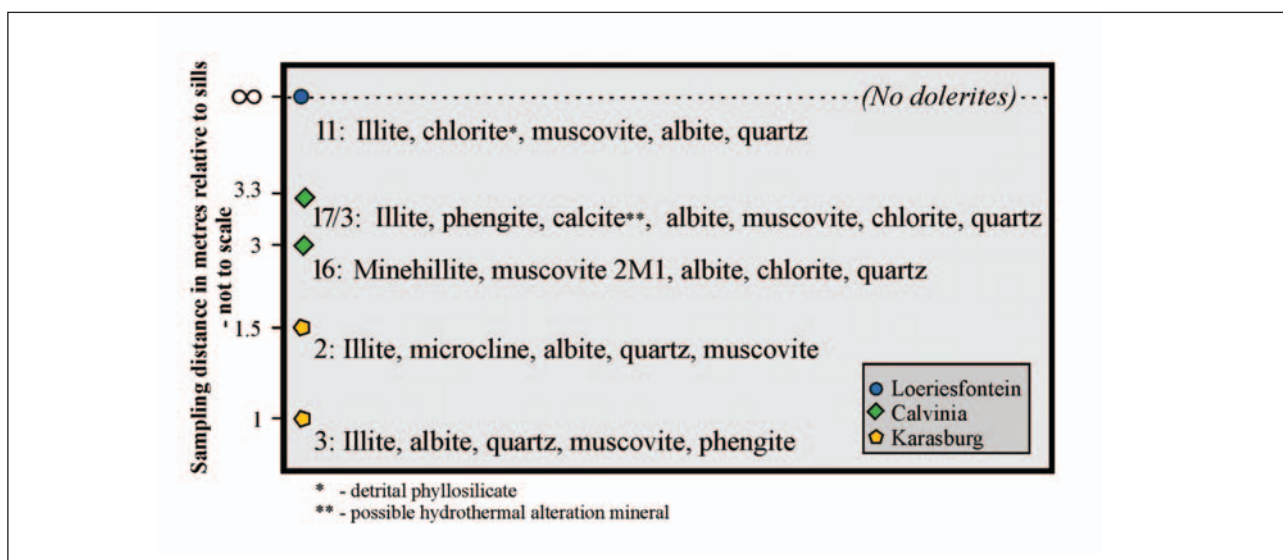 Sampling distance in metres relative to sills
- not to scale
∞
(No dolerites)
11: Illite, chlorite*, muscovite, albite, quartz
3.3
17/3: Illite, phengite, calcite**, albite, muscovite, chlorite, quartz
3
16: Minehillite, muscovite 2M1, albite, chlorite, quartz
1.5
2: Illite, microcline, albite, quartz, muscovite
1
3: Illite, albite, quartz, muscovite, phengite
Loeriesfontein
Calvinia
Karasburg
* - detrital phyllosilicate
** - possible hydrothermal alteration mineral